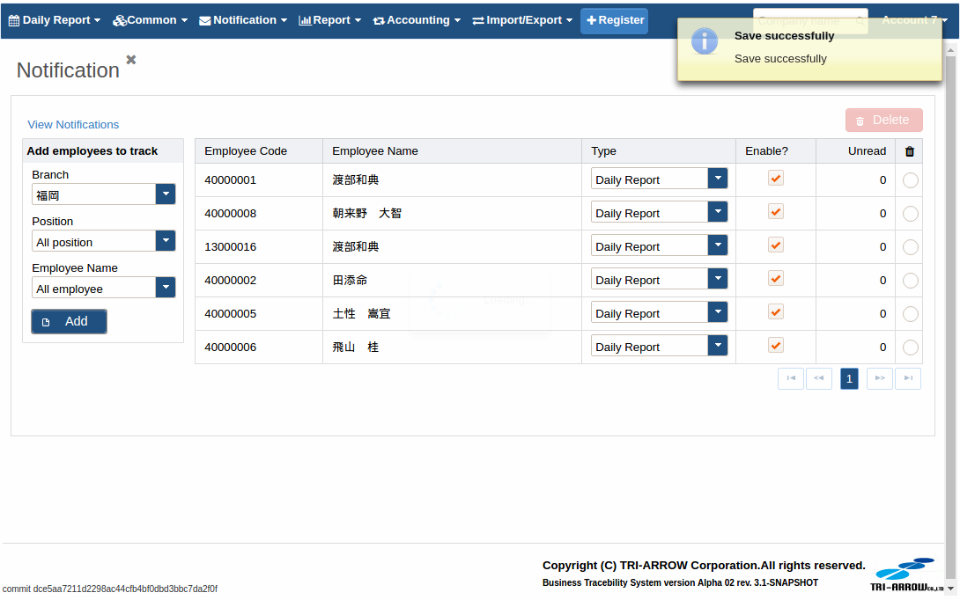 Daily Report Common Notification Report Accounting Import/Export Register Company name Account 7
Save successfully
Save successfully
Notification
View Notifications
Delete
Add employees to track
Branch
福岡
Position
All position
Employee Name
All employee
Add
Employee Code Employee Name Type Enable? Unread
40000001 渡部和典 Daily Report 0
40000008 朝来野 大智 Daily Report 0
13000016 渡部和典 Daily Report 0
40000002 田添命 Daily Report 0
40000005 土性 嵩宜 Daily Report 0
40000006 飛山 桂 Daily Report 0
1
Copyright (C) TRI-ARROW Corporation.All rights reserved.
Business Tracebility System version Alpha 02 rev. 3.1-SNAPSHOT
TRI-ARROW Co.,Ltd
commit dce5aa7211d2298ac44cfb4bf0dbd3bbc7da2f0f